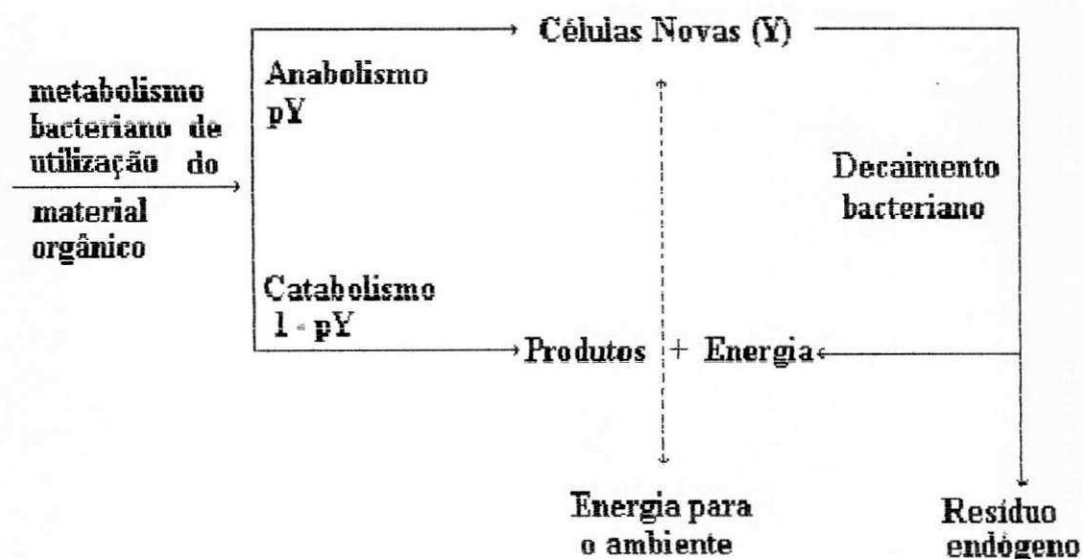 Células Novas (Y)
Anabolismo
pY
metabolismo
bacteriano de
utilização do
material
orgânico
Decaimento
bacteriano
Catabolismo
1 - pY
Produtos + Energia
Energia para
o ambiente
Resíduo
endógeno